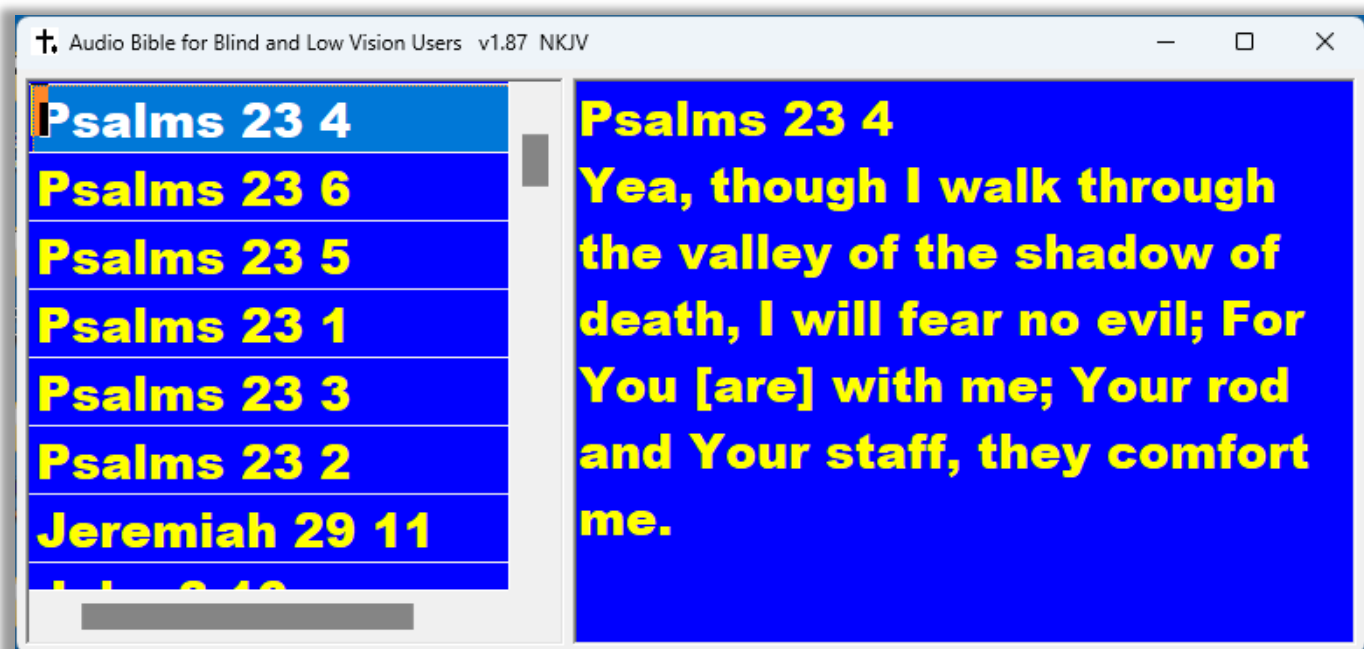 Audio Bible for Blind and Low Vision Users v1.87 NKJV
Psalms 23 4
Psalms 23 6
Psalms 23 5
Psalms 23 1
Psalms 23 3
Psalms 23 2
Jeremiah 29 11
Psalms 23 4
Yea, though I walk through
the valley of the shadow of
death, I will fear no evil; For
You [are] with me; Your rod
and Your staff, they comfort
me.